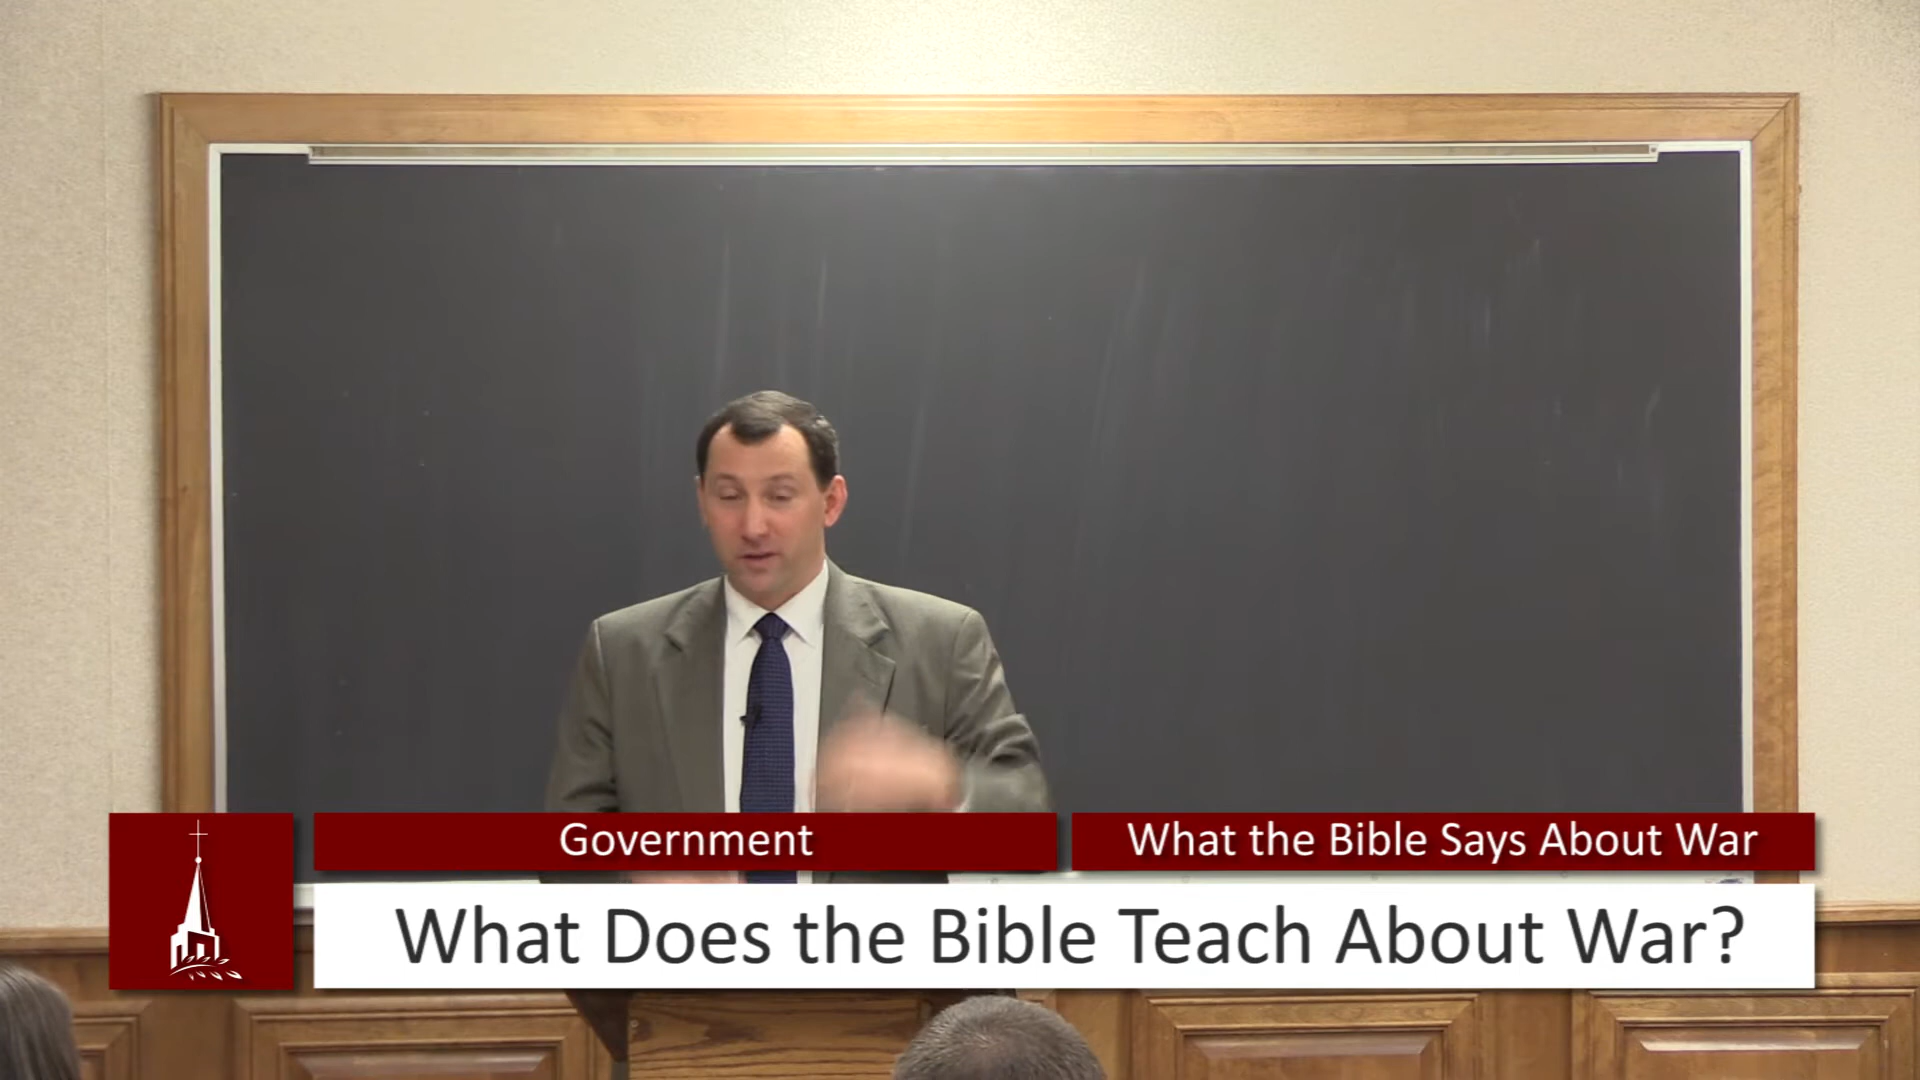 Government
What the Bible Says About War
What Does the Bible Teach About War?